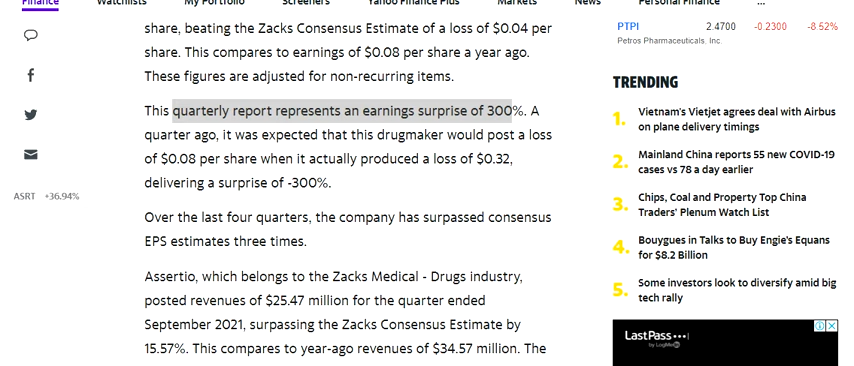 Finance Watchlists My Portfolio Screeners Yahoo Finance Plus Markets News Personal Finance ...
share, beating the Zacks Consensus Estimate of a loss of $0.04 per
share. This compares to earnings of $0.08 per share a year ago.
These figures are adjusted for non-recurring items.
This quarterly report represents an earnings surprise of 300%. A
quarter ago, it was expected that this drugmaker would post a loss
of $0.08 per share when it actually produced a loss of $0.32,
delivering a surprise of -300%.
Over the last four quarters, the company has surpassed consensus
EPS estimates three times.
Assertio, which belongs to the Zacks Medical - Drugs industry,
posted revenues of $25.47 million for the quarter ended
September 2021, surpassing the Zacks Consensus Estimate by
15.57%. This compares to year-ago revenues of $34.57 million. The
ASRT +36.94%
PTPI 2.4700 -0.2300 -8.52%
Petros Pharmaceuticals, Inc.
TRENDING
1. Vietnam's Vietjet agrees deal with Airbus
on plane delivery timings
2. Mainland China reports 55 new COVID-19
cases vs 78 a day earlier
3. Chips, Coal and Property Top China
Traders' Plenum Watch List
4. Bouygues in Talks to Buy Engie's Equans
for $8.2 Billion
5. Some investors look to diversify amid big
tech rally
LastPass •••|
by LogMeIn